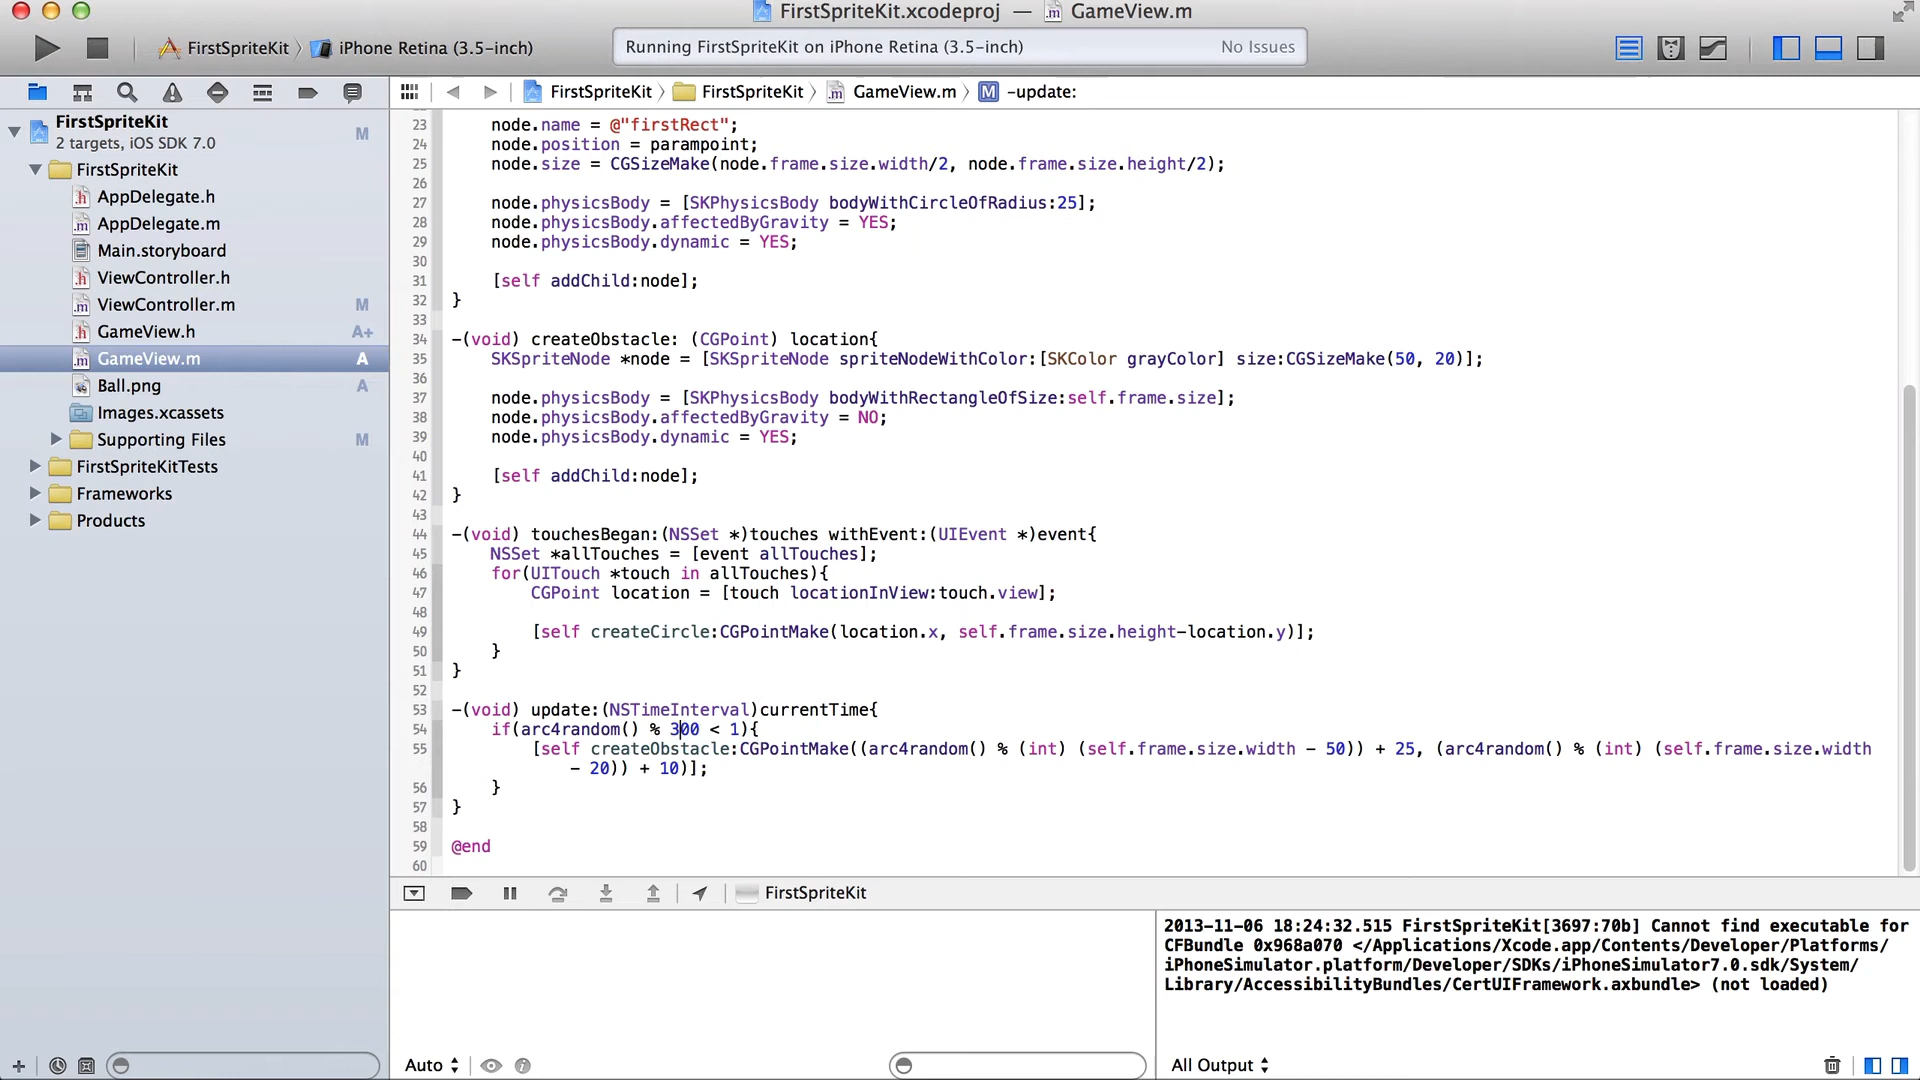 FirstSpriteKit.xcodeproj — GameView.m
FirstSpriteKit
iPhone Retina (3.5-inch)
Running FirstSpriteKit on iPhone Retina (3.5-inch)
No Issues
FirstSpriteKit
FirstSpriteKit
GameView.m
M
-update:
FirstSpriteKit
M
2 targets, iOS SDK 7.0
FirstSpriteKit
AppDelegate.h
AppDelegate.m
Main.storyboard
ViewController.h
ViewController.m
M
GameView.h
A+
GameView.m
A
Ball.png
A
Images.xcassets
Supporting Files
M
FirstSpriteKitTests
Frameworks
Products
23 node.name = @"firstRect";
24 node.position = parampoint;
25 node.size = CGSizeMake(node.frame.size.width/2, node.frame.size.height/2);
26
27 node.physicsBody = [SKPhysicsBody bodyWithCircleOfRadius:25];
28 node.physicsBody.affectedByGravity = YES;
29 node.physicsBody.dynamic = YES;
30
31 [self addChild:node];
32 }
33
34 -(void) createObstacle: (CGPoint) location{
35 SKSpriteNode *node = [SKSpriteNode spriteNodeWithColor:[SKColor grayColor] size:CGSizeMake(50, 20)];
36
37 node.physicsBody = [SKPhysicsBody bodyWithRectangleOfSize:self.frame.size];
38 node.physicsBody.affectedByGravity = NO;
39 node.physicsBody.dynamic = YES;
40
41 [self addChild:node];
42 }
43
44 -(void) touchesBegan:(NSSet *)touches withEvent:(UIEvent *)event{
45 NSSet *allTouches = [event allTouches];
46 for(UITouch *touch in allTouches){
47 CGPoint location = [touch locationInView:touch.view];
48
49 [self createCircle:CGPointMake(location.x, self.frame.size.height-location.y)];
50 }
51 }
52
53 -(void) update:(NSTimeInterval)currentTime{
54 if(arc4random() % 300 < 1){
55 [self createObstacle:CGPointMake((arc4random() % (int) (self.frame.size.width - 50)) + 25, (arc4random() % (int) (self.frame.size.width
- 20)) + 10)];
56 }
57 }
58
59 @end
60
FirstSpriteKit
2013-11-06 18:24:32.515 FirstSpriteKit[3697:70b] Cannot find executable for
CFBundle 0x968a070 </Applications/Xcode.app/Contents/Developer/Platforms/
iPhoneSimulator.platform/Developer/SDKs/iPhoneSimulator7.0.sdk/System/
Library/AccessibilityBundles/CertUIFramework.axbundle> (not loaded)
Auto
All Output